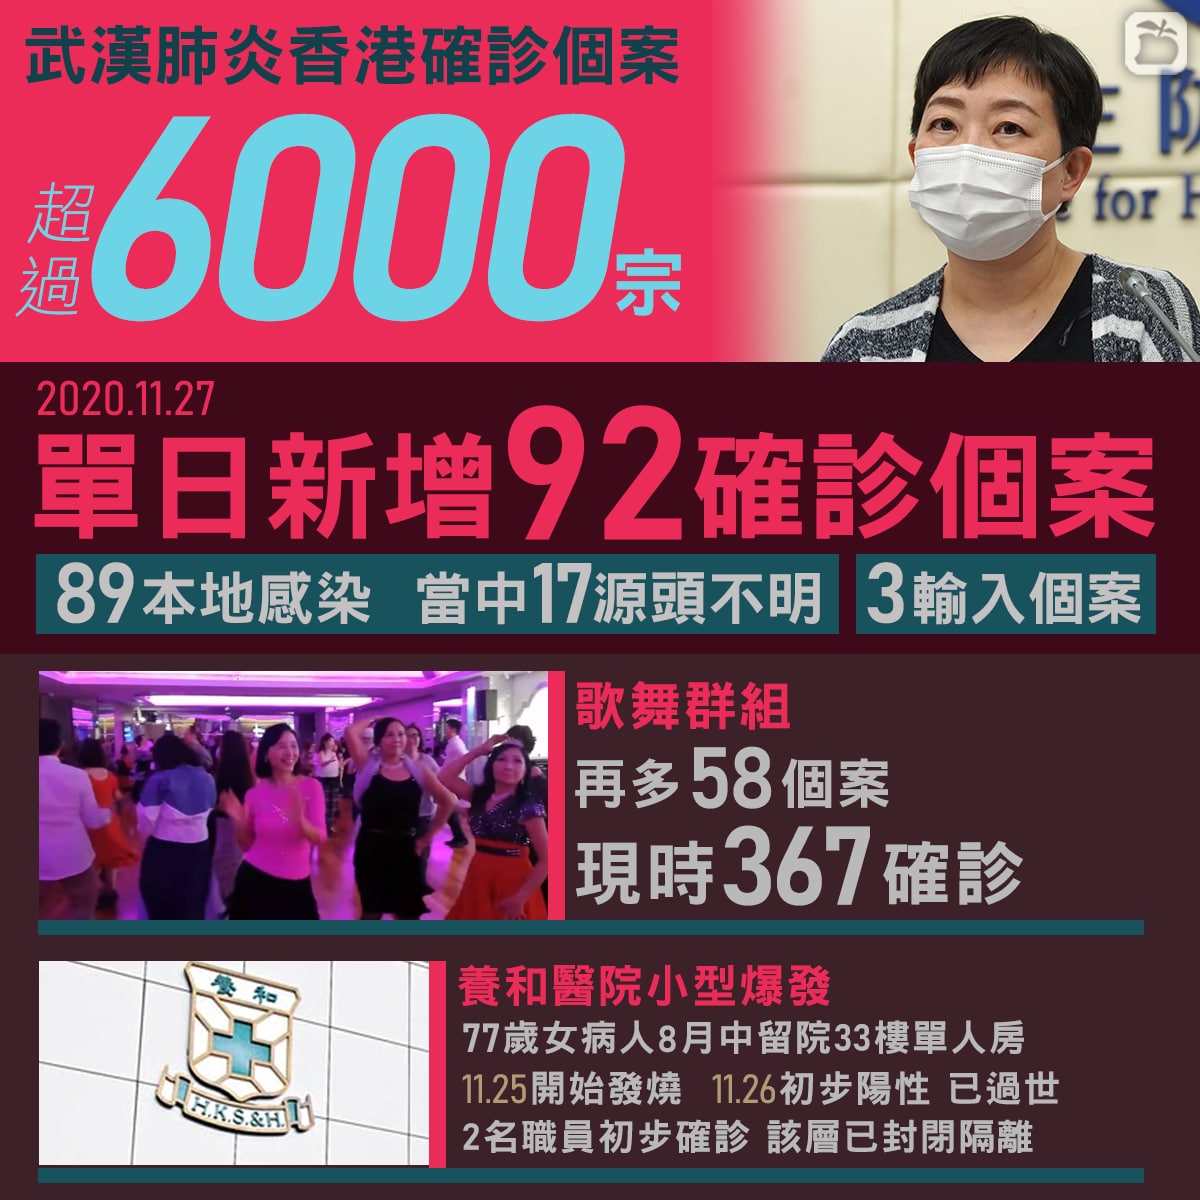 武漢肺炎香港確診個案
超過6000宗
生防
e for H
2020.11.27
單日新增92確診個案
89本地感染 當中17源頭不明 3輸入個案
歌舞群組
再多58個案
現時367確診
養和
H.K.S.&H.
養和醫院小型爆發
77歲女病人8月中留院33樓單人房
11.25開始發燒 11.26初步陽性 已過世
2名職員初步確診 該層已封閉隔離